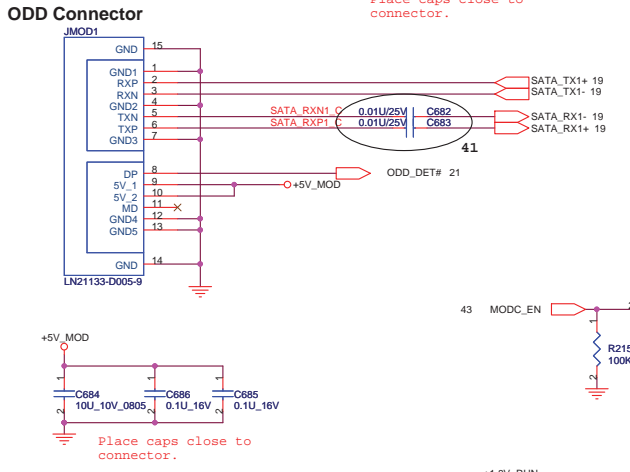 Place caps close to
connector.
ODD Connector
JMOD1
GND 15
GND1 1
RXP 2
RXN 3
GND2 4
TXN 5
TXP 6
GND3 7
SATA_TX1+ 19
SATA_TX1- 19
SATA_RXN1_C 0.01U/25V C682 SATA_RX1- 19
SATA_RXP1_C 0.01U/25V C683 SATA_RX1+ 19
41
DP 8
5V_1 9
5V_2 10
MD 11
GND4 12
GND5 13
ODD_DET# 21
+5V_MOD
GND 14
LN21133-D005-9
43 MODC_EN
1
R215
100K
2
+5V_MOD
1 1 1
C684 C686 C685
10U_10V_0805 0.1U_16V 0.1U_16V
2 2 2
Place caps close to
connector.